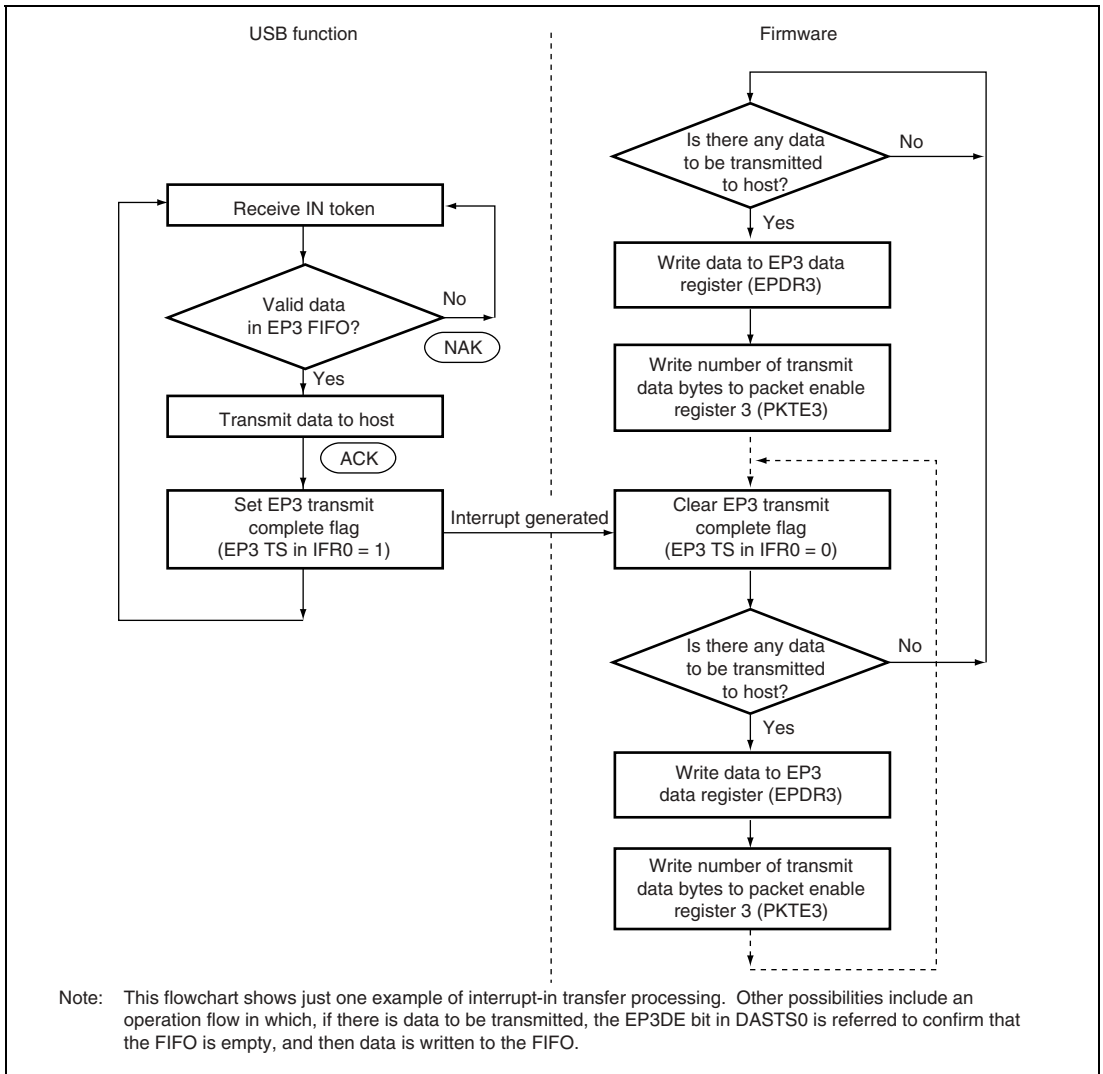 USB function
Firmware
Receive IN token
Valid data
in EP3 FIFO?
No
NAK
Yes
Transmit data to host
ACK
Set EP3 transmit
complete flag
(EP3 TS in IFR0 = 1)
Interrupt generated
Is there any data
to be transmitted
to host?
No
Yes
Write data to EP3 data
register (EPDR3)
Write number of transmit
data bytes to packet enable
register 3 (PKTE3)
Clear EP3 transmit
complete flag
(EP3 TS in IFR0 = 0)
Is there any data
to be transmitted
to host?
No
Yes
Write data to EP3
data register (EPDR3)
Write number of transmit
data bytes to packet enable
register 3 (PKTE3)
Note: This flowchart shows just one example of interrupt-in transfer processing. Other possibilities include an
operation flow in which, if there is data to be transmitted, the EP3DE bit in DASTS0 is referred to confirm that
the FIFO is empty, and then data is written to the FIFO.